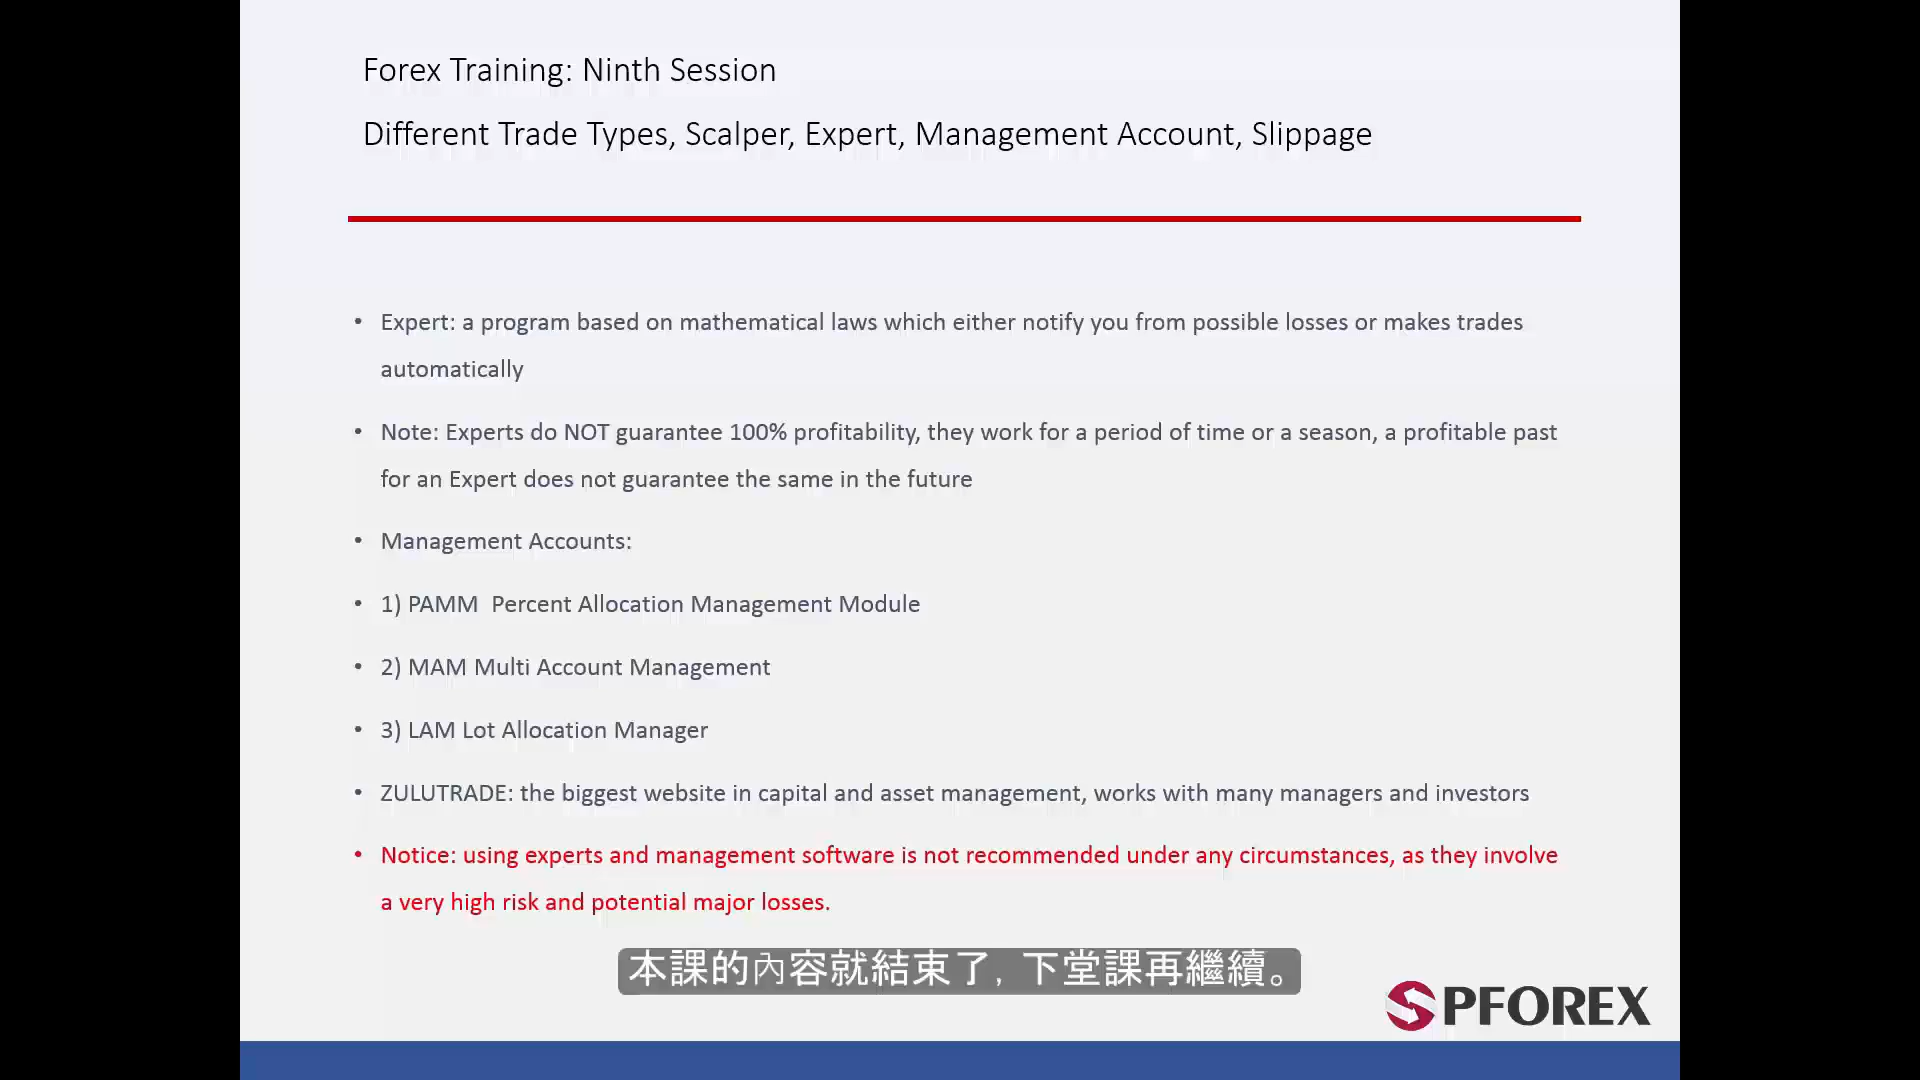 Forex Training: Ninth Session
Different Trade Types, Scalper, Expert, Management Account, Slippage
• Expert: a program based on mathematical laws which either notify you from possible losses or makes trades
automatically
• Note: Experts do NOT guarantee 100% profitability, they work for a period of time or a season, a profitable past
for an Expert does not guarantee the same in the future
• Management Accounts:
• 1) PAMM  Percent Allocation Management Module
• 2) MAM Multi Account Management
• 3) LAM Lot Allocation Manager
• ZULUTRADE: the biggest website in capital and asset management, works with many managers and investors
• Notice: using experts and management software is not recommended under any circumstances, as they involve
a very high risk and potential major losses.
本課的內容就結束了，下堂課再繼續。
SPFOREX